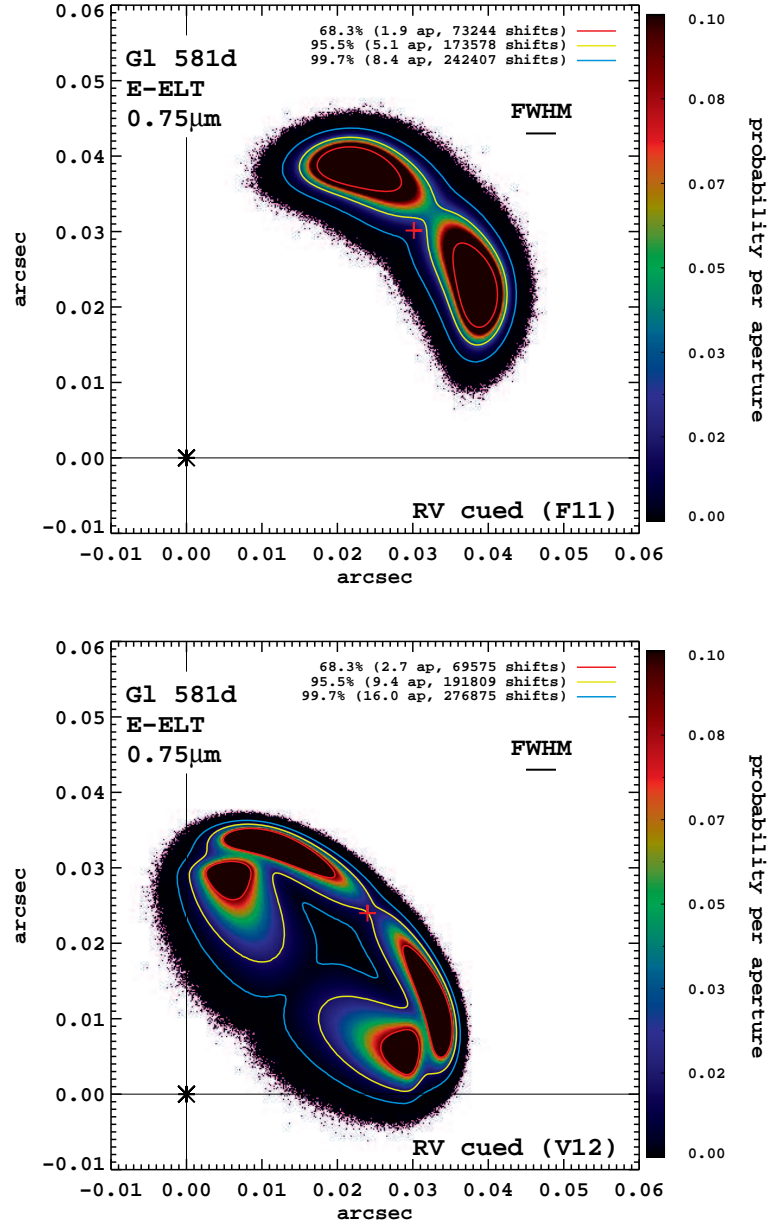 0.06
68.3% (1.9 ap, 73244 shifts)
95.5% (5.1 ap, 173578 shifts)
99.7% (8.4 ap, 242407 shifts)
Gl 581d
E-ELT
0.75μm
FWHM
0.05
0.04
0.03
0.02
0.01
0.00
-0.01
arcsec
RV cued (F11)
-0.01 0.00 0.01 0.02 0.03 0.04 0.05 0.06
arcsec
0.10
0.08
0.07
0.05
0.03
0.02
0.00
probability per aperture
0.06
68.3% (2.7 ap, 69575 shifts)
95.5% (9.4 ap, 191809 shifts)
99.7% (16.0 ap, 276875 shifts)
Gl 581d
E-ELT
0.75μm
FWHM
0.05
0.04
0.03
0.02
0.01
0.00
-0.01
arcsec
RV cued (V12)
-0.01 0.00 0.01 0.02 0.03 0.04 0.05 0.06
arcsec
0.10
0.08
0.07
0.05
0.03
0.02
0.00
probability per aperture